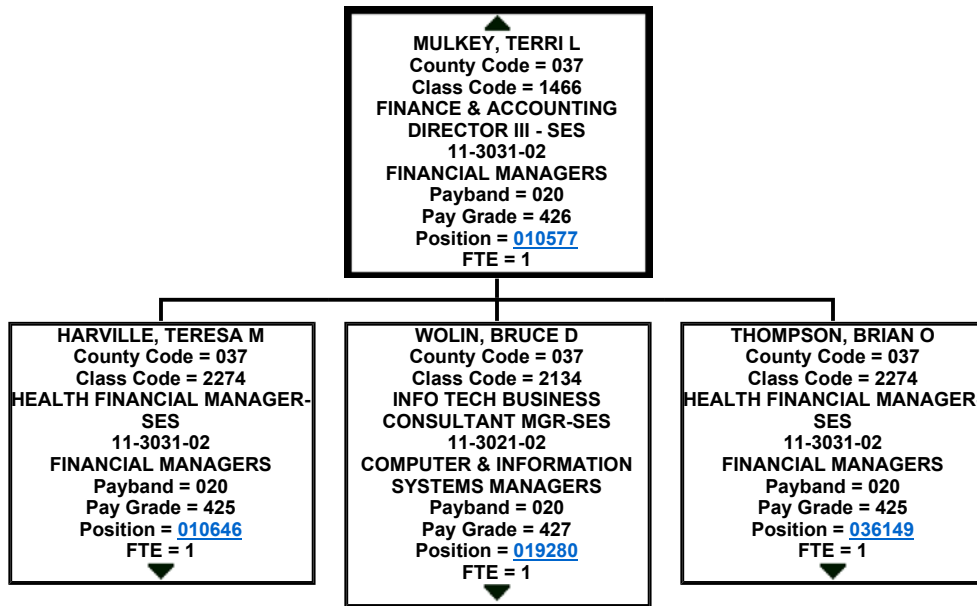 MULKEY, TERRI L
County Code = 037
Class Code = 1466
FINANCE & ACCOUNTING
DIRECTOR III - SES
11-3031-02
FINANCIAL MANAGERS
Payband = 020
Pay Grade = 426
Position = 010577
FTE = 1
HARVILLE, TERESA M
County Code = 037
Class Code = 2274
HEALTH FINANCIAL MANAGER-
SES
11-3031-02
FINANCIAL MANAGERS
Payband = 020
Pay Grade = 425
Position = 010646
FTE = 1
WOLIN, BRUCE D
County Code = 037
Class Code = 2134
INFO TECH BUSINESS
CONSULTANT MGR-SES
11-3021-02
COMPUTER & INFORMATION
SYSTEMS MANAGERS
Payband = 020
Pay Grade = 427
Position = 019280
FTE = 1
THOMPSON, BRIAN O
County Code = 037
Class Code = 2274
HEALTH FINANCIAL MANAGER
SES
11-3031-02
FINANCIAL MANAGERS
Payband = 020
Pay Grade = 425
Position = 036149
FTE = 1